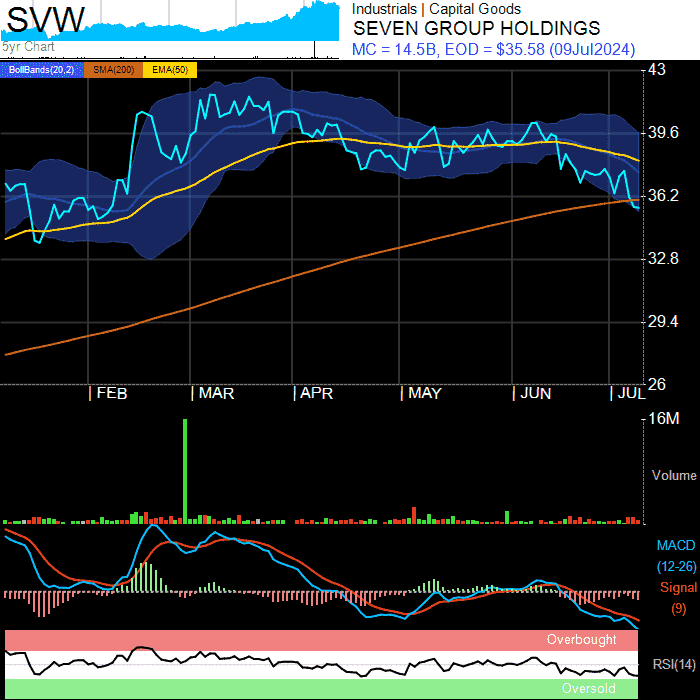 SVW
5yr Chart
Industrials | Capital Goods
SEVEN GROUP HOLDINGS
MC = 14.5B, EOD = $35.58 (09Jul2024)
BollBands(20,2) SMA(200) EMA(50)
43
39.6
36.2
32.8
29.4
26
| FEB | MAR | APR | MAY | JUN | JUL
16M
Volume
MACD
(12-26)
Signal
(9)
Overbought
RSI(14)
Oversold